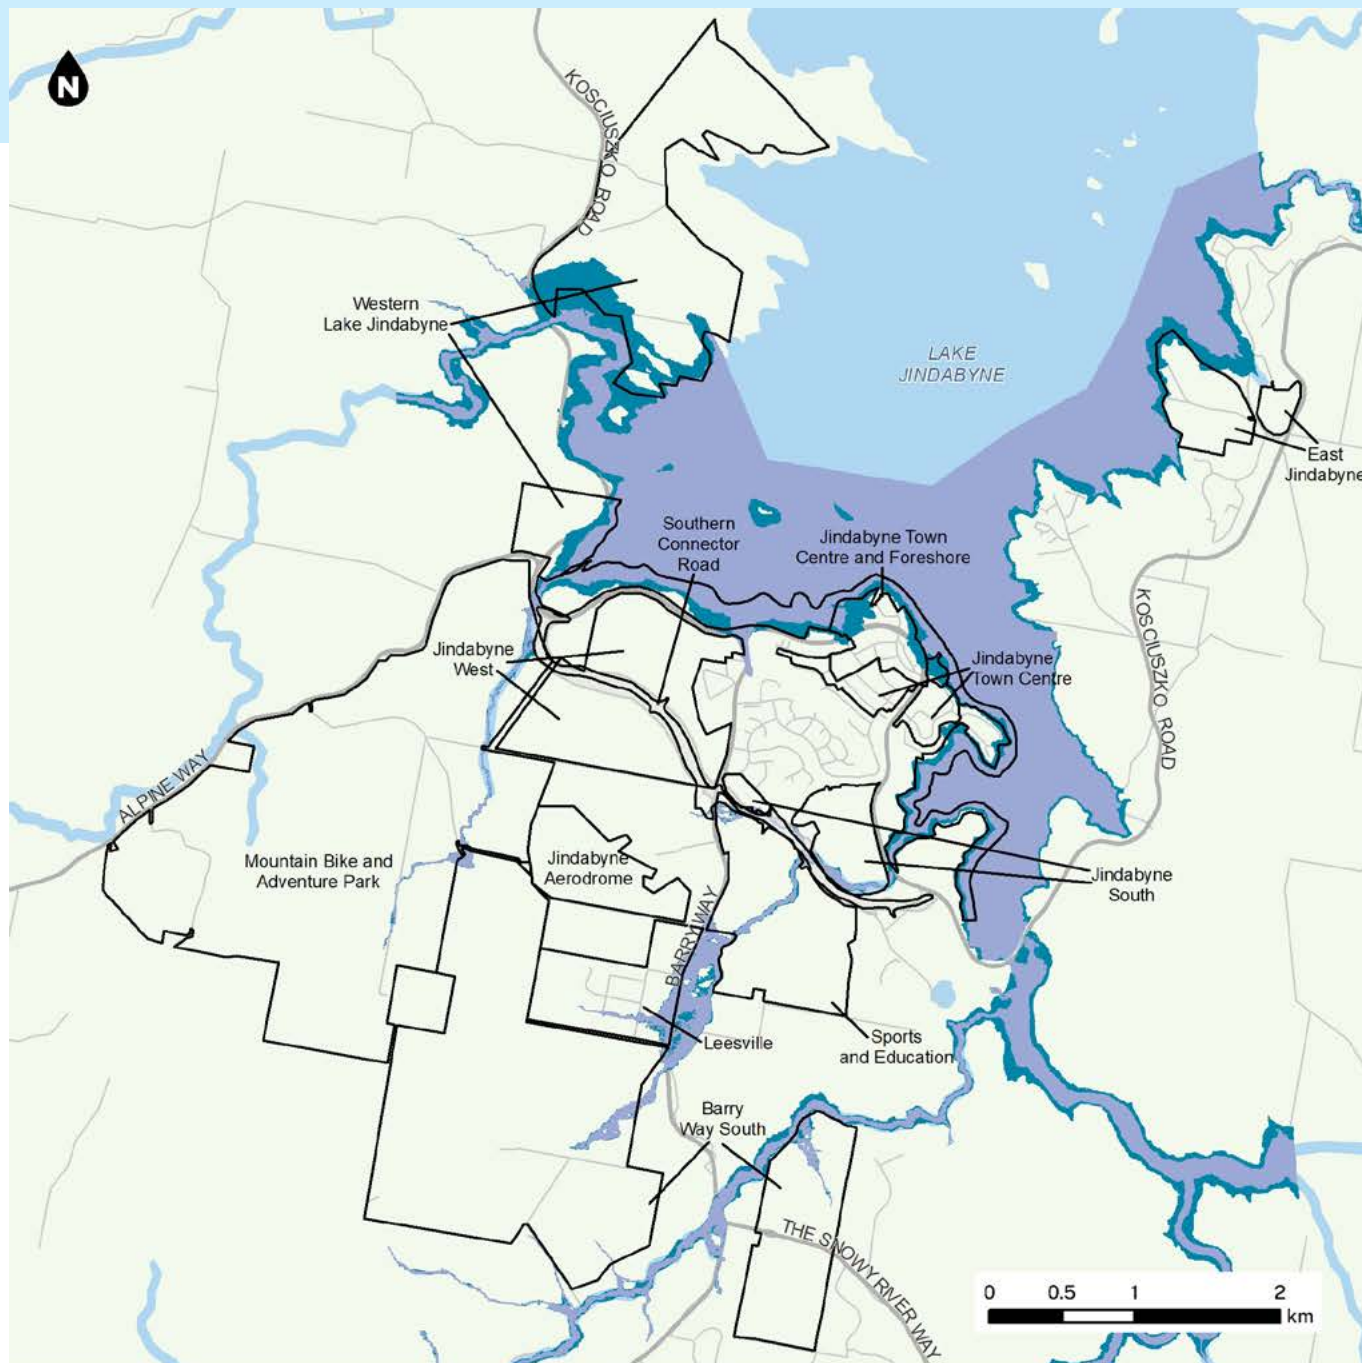 N
KOSCIUSZKO ROAD
Western
Lake Jindabyne
LAKE
JINDABYNE
East
Jindabyne
Southern
Connector
Road
Jindabyne Town
Centre and Foreshore
KOSCIUSZKO ROAD
Jindabyne
West
Jindabyne
Town Centre
ALPINE WAY
Mountain Bike and
Adventure Park
Jindabyne
Aerodrome
Jindabyne
South
BARRY WAY
Leesville
Sports
and Education
Barry
Way South
THE SNOWY RIVER WAY
0 0.5 1 2
km